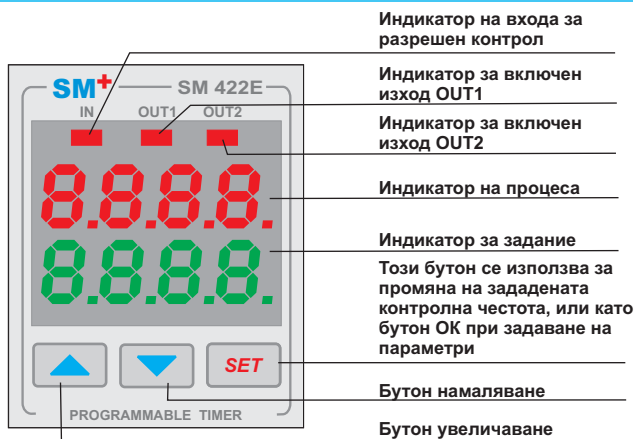 Индикатор на входа за
разрешен контрол
Индикатор за включен
изход OUT1
Индикатор за включен
изход OUT2
Индикатор на процеса
Индикатор за задание
Този бутон се използва за
промяна на зададената
контролна честота, или като
бутон ОК при задаване на
параметри
Бутон намаляване
Бутон увеличаване
SM+ SM 422E
IN OUT1 OUT2
8.8.8.8.
8.8.8.8.
SET
PROGRAMMABLE TIMER